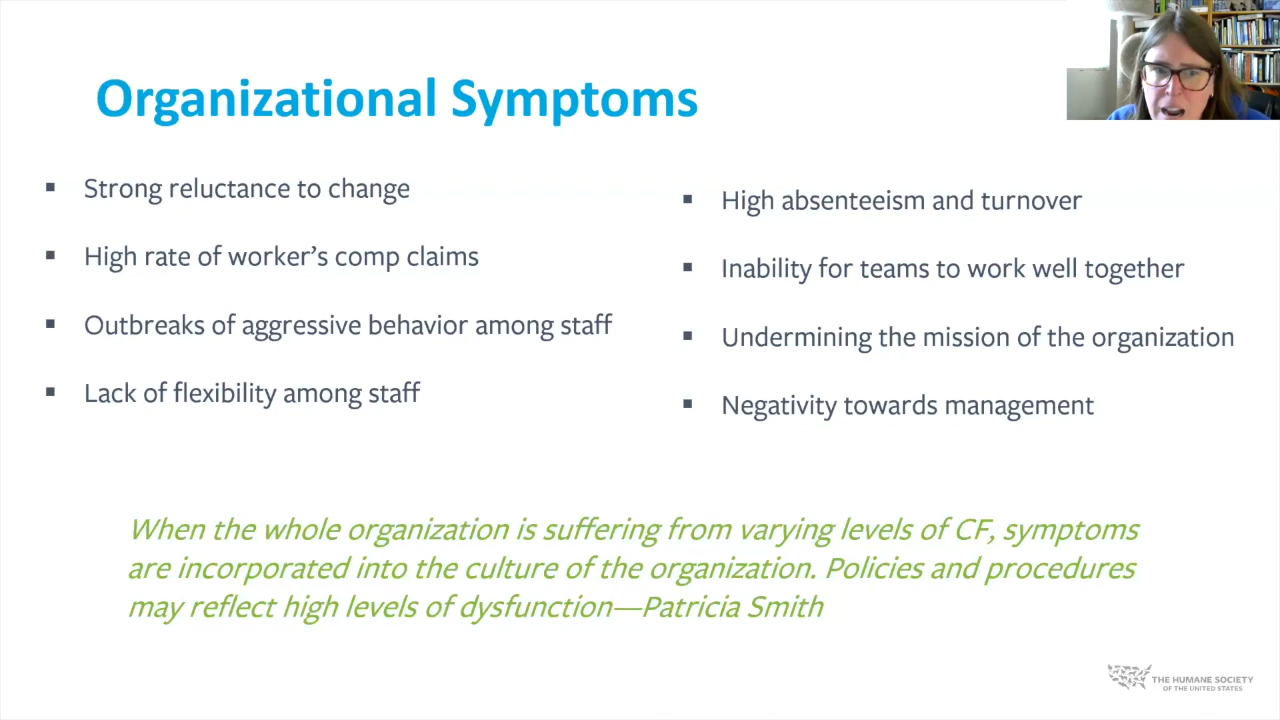 Organizational Symptoms
▪ Strong reluctance to change
▪ High rate of worker’s comp claims
▪ Outbreaks of aggressive behavior among staff
▪ Lack of flexibility among staff
▪ High absenteeism and turnover
▪ Inability for teams to work well together
▪ Undermining the mission of the organization
▪ Negativity towards management
When the whole organization is suffering from varying levels of CF, symptoms
are incorporated into the culture of the organization. Policies and procedures
may reflect high levels of dysfunction—Patricia Smith
THE HUMANE SOCIETY
OF THE UNITED STATES